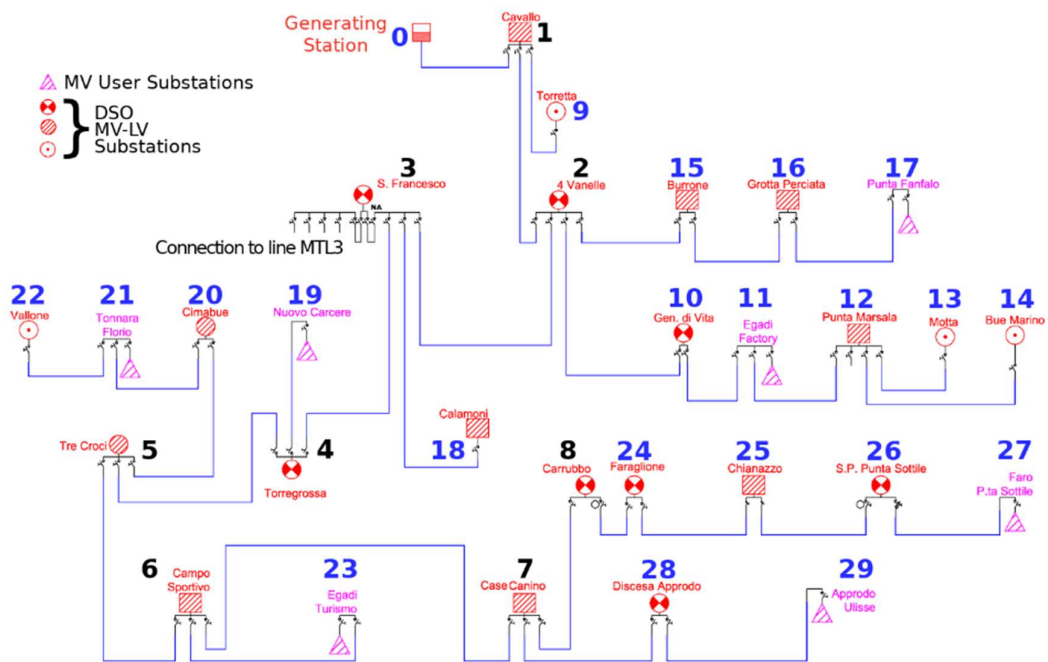 Generating
Station
0
Cavallo
1
MV User Substations
DSO
MV-LV
Substations
Torretta
9
3
S. Francesco
NA
Connection to line MTL3
2
4 Vanelle
15
Burrone
16
Grotta Perciata
17
Punta Fanfalo
22
Vallone
21
Tonnara
Florio
20
Cimabue
19
Nuovo Carcere
10
Gen. di Vita
11
Egadi
Factory
12
Punta Marsala
13
Motta
14
Bue Marino
Tre Croci
5
4
Torregrossa
Calamoni
18
8
Carrubbo
24
Faraglione
25
Chianazzo
26
S.P. Punta Sottile
27
Faro
P.ta Sottile
6
Campo
Sportivo
23
Egadi
Turismo
7
Case Canino
28
Discesa Approdo
29
Approdo
Ulisse